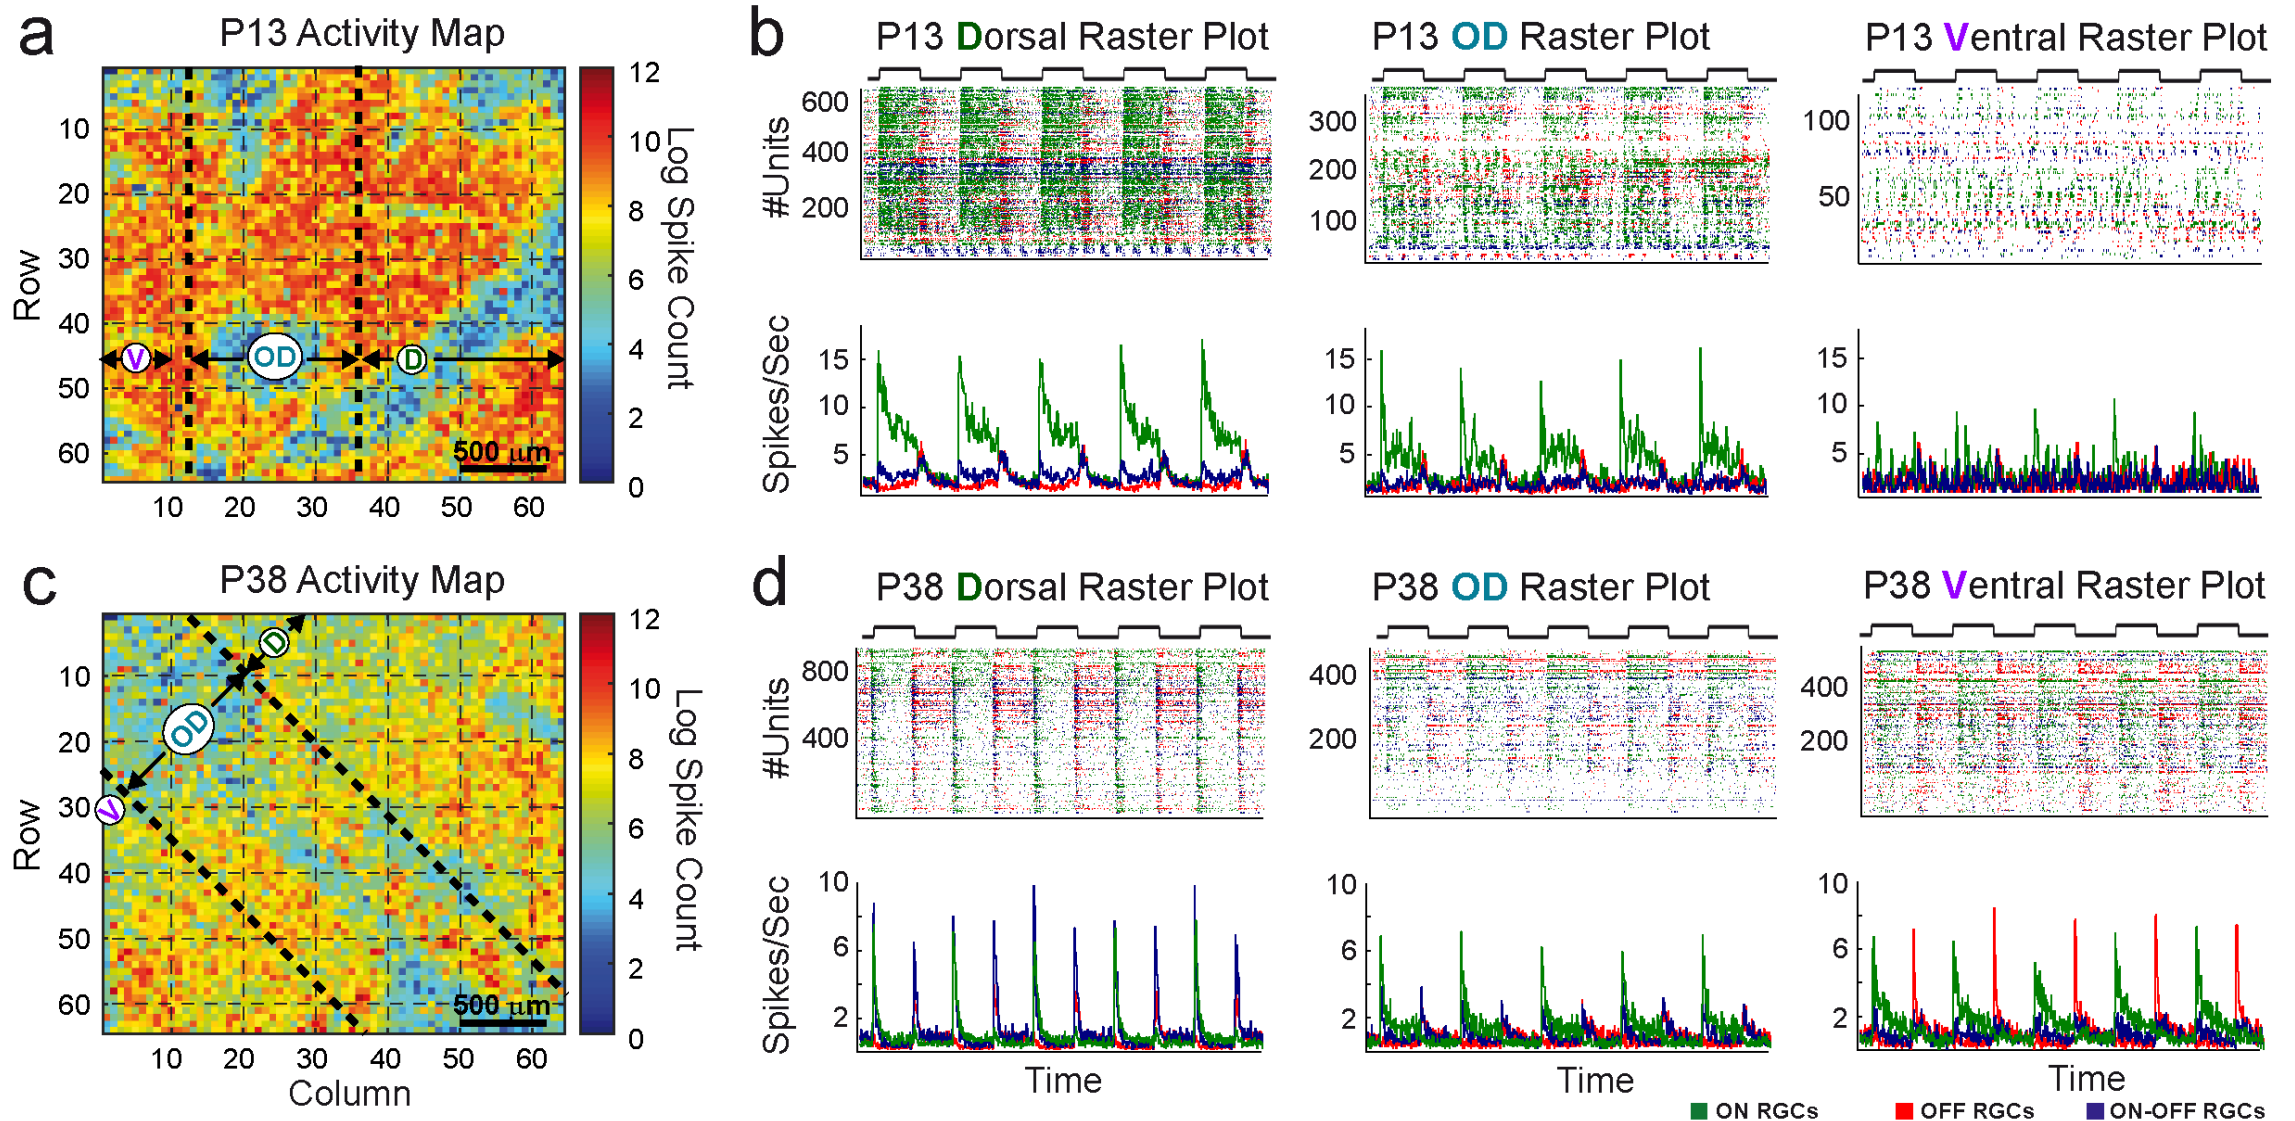 a
P13 Activity Map
Row
10
20
30
40
50
60
10
20
30
40
50
60
V
OD
D
500 μm
12
10
8
6
4
2
0
Log Spike Count
b
P13 Dorsal Raster Plot
#Units
600
400
200
Spikes/Sec
15
10
5
P13 OD Raster Plot
300
200
100
15
10
5
P13 Ventral Raster Plot
100
50
15
10
5
c
P38 Activity Map
Row
10
20
30
40
50
60
10
20
30
40
50
60
Column
D
OD
V
500 μm
12
10
8
6
4
2
0
Log Spike Count
d
P38 Dorsal Raster Plot
#Units
800
400
Spikes/Sec
10
6
2
Time
P38 OD Raster Plot
400
200
10
6
2
Time
P38 Ventral Raster Plot
400
200
10
6
2
Time
ON RGCs
OFF RGCs
ON-OFF RGCs